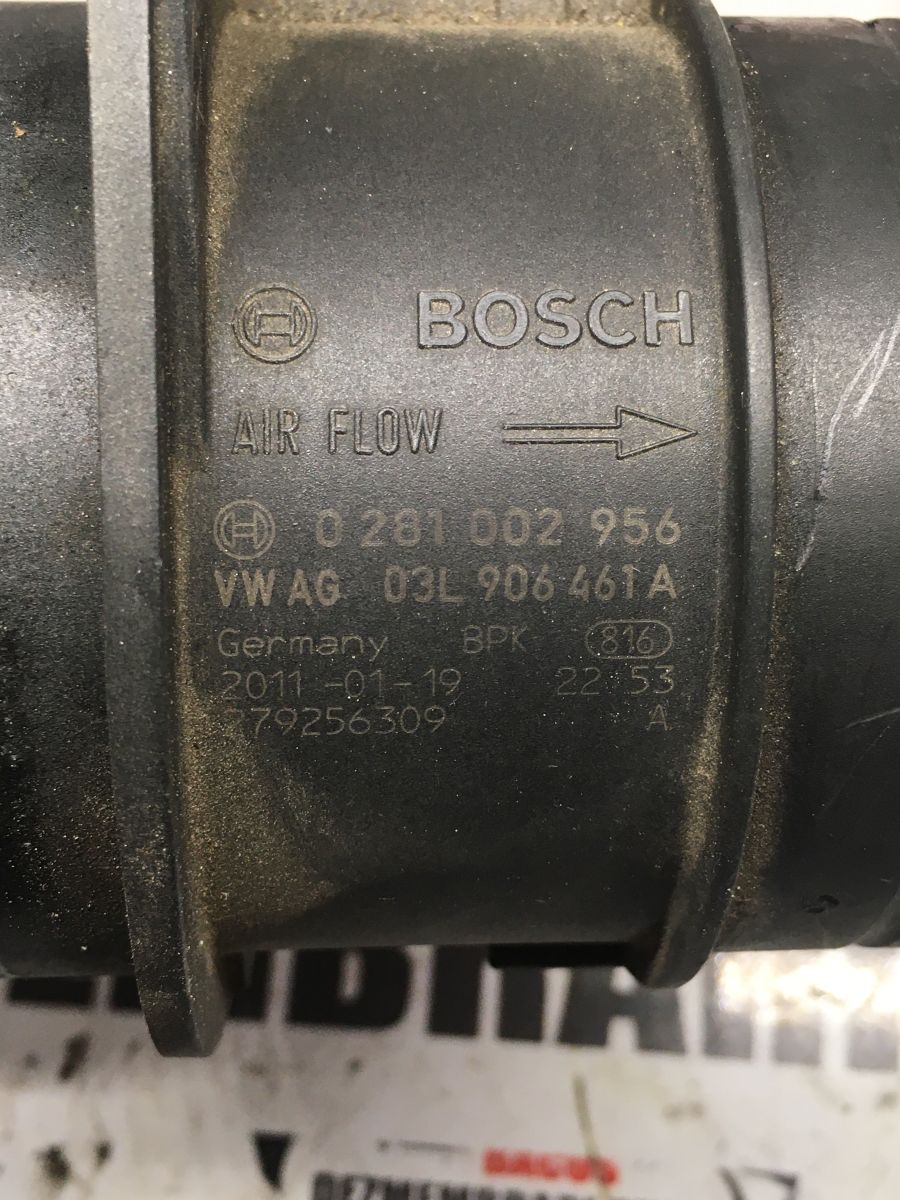 BOSCH
AIR FLOW
0 281 002 956
VW AG 03L 906 461 A
Germany BPK 816
2011-01-19 22 53
A